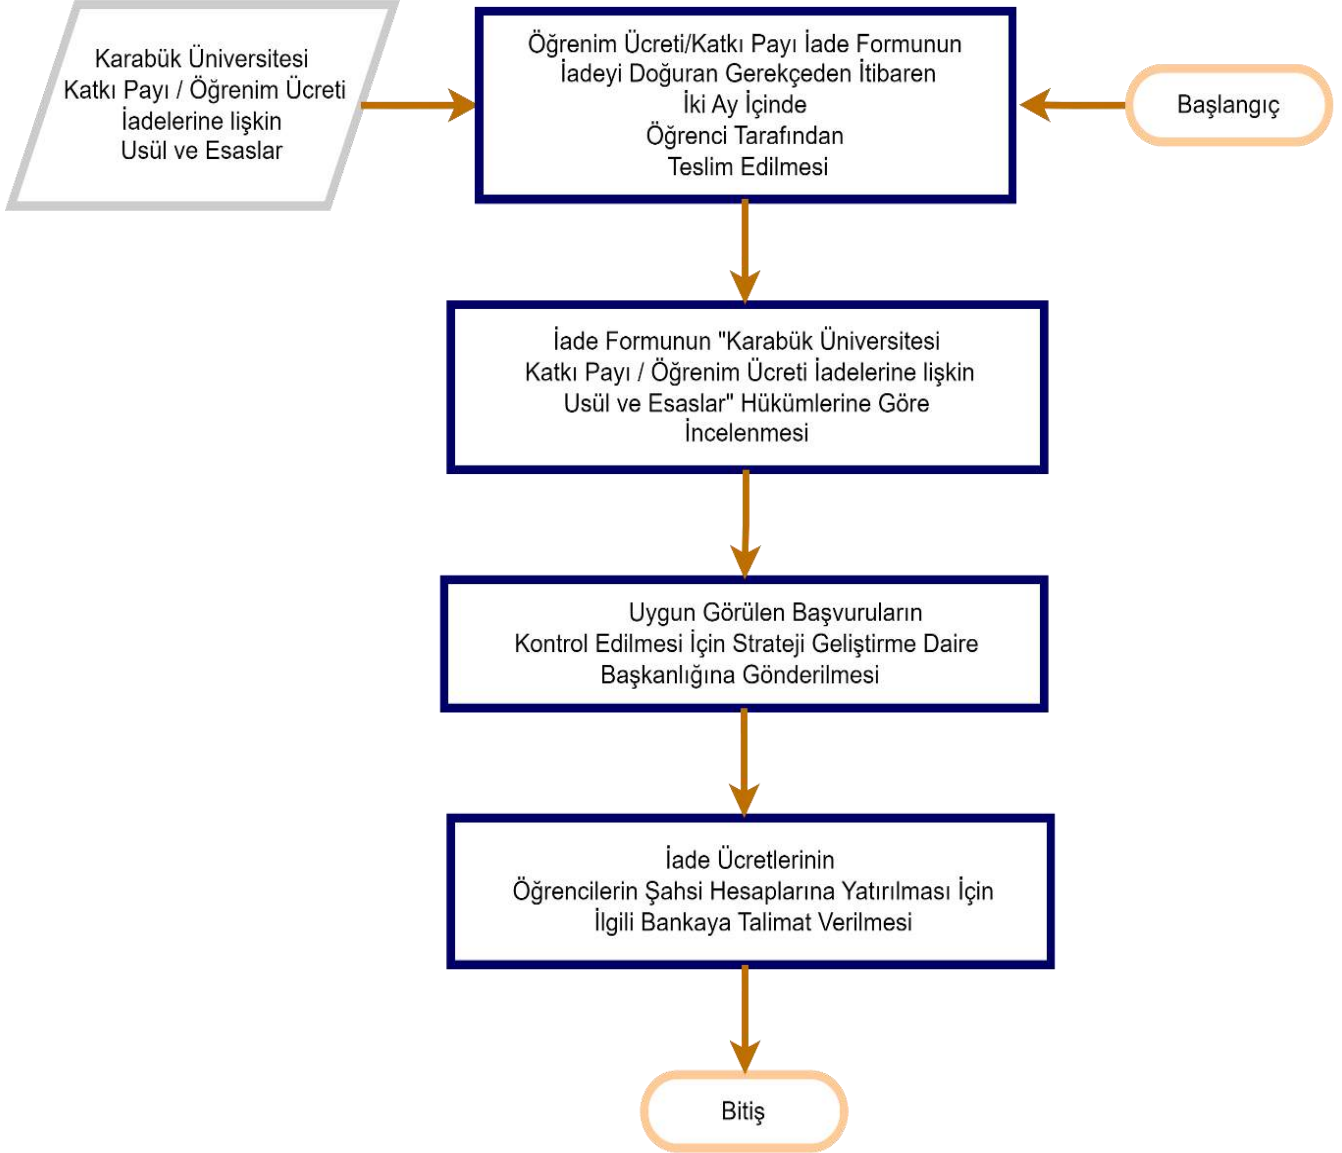 Karabük Üniversitesi
Katkı Payı / Öğrenim Ücreti
İadelerine lişkin
Usül ve Esaslar
Öğrenim Ücreti/Katkı Payı İade Formunun
İadeyi Doğuran Gerekçeden İtibaren
İki Ay İçinde
Öğrenci Tarafından
Teslim Edilmesi
Başlangıç
İade Formunun "Karabük Üniversitesi
Katkı Payı / Öğrenim Ücreti İadelerine lişkin
Usül ve Esaslar" Hükümlerine Göre
İncelenmesi
Uygun Görülen Başvuruların
Kontrol Edilmesi İçin Strateji Geliştirme Daire
Başkanlığına Gönderilmesi
İade Ücretlerinin
Öğrencilerin Şahsi Hesaplarına Yatırılması İçin
İlgili Bankaya Talimat Verilmesi
Bitiş